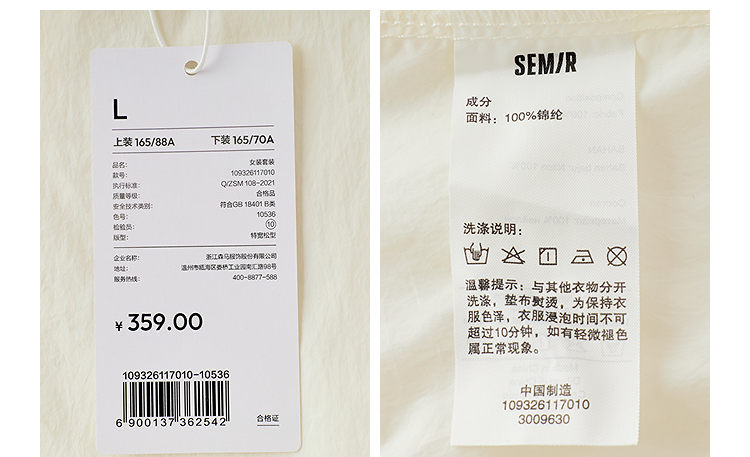 L
上装 165/88A 下装 165/70A
品名： 女装套装
款号： 109326117010
执行标准： Q/ZSM 108-2021
质量等级： 合格品
安全技术类别： 符合GB 18401 B类
色号： 10536
检验员： 10
版型： 特宽松型
企业名称： 浙江森马服饰股份有限公司
地址： 温州市瓯海区娄桥工业园南汇路98号
服务热线： 400-8877-588
¥ 359.00
109326117010-10536
6 900137 362542
合格证
SEMIR
成分
面料：100%锦纶
洗涤说明：
温馨提示：与其他衣物分开
洗涤，垫布熨烫，为保持衣
服色泽，衣服浸泡时间不可
超过10分钟，如有轻微褪色
属正常现象。
中国制造
109326117010
3009630